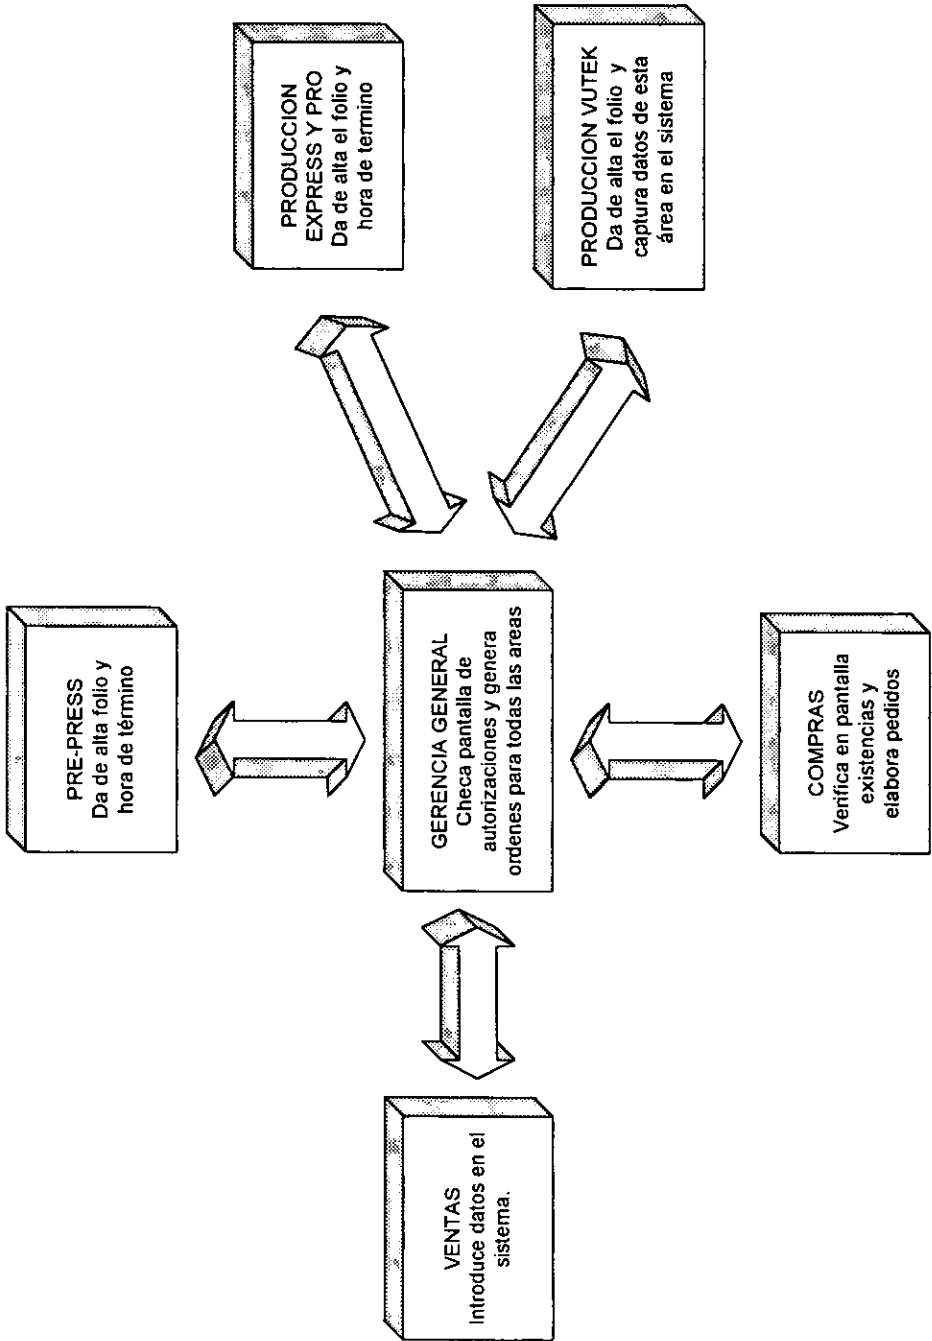 PRE-PRESS
Da de alta folio y
hora de término
PRODUCCION
EXPRESS Y PRO
Da de alta el folio y
hora de termino
VENTAS
Introduce datos en el
sistema.
GERENCIA GENERAL
Checa pantalla de
autorizaciones y genera
ordenes para todas las areas
PRODUCCION VUTEK
Da de alta el folio y
captura datos de esta
área en el sistema
COMPRAS
Verifica en pantalla
existencias y
elabora pedidos